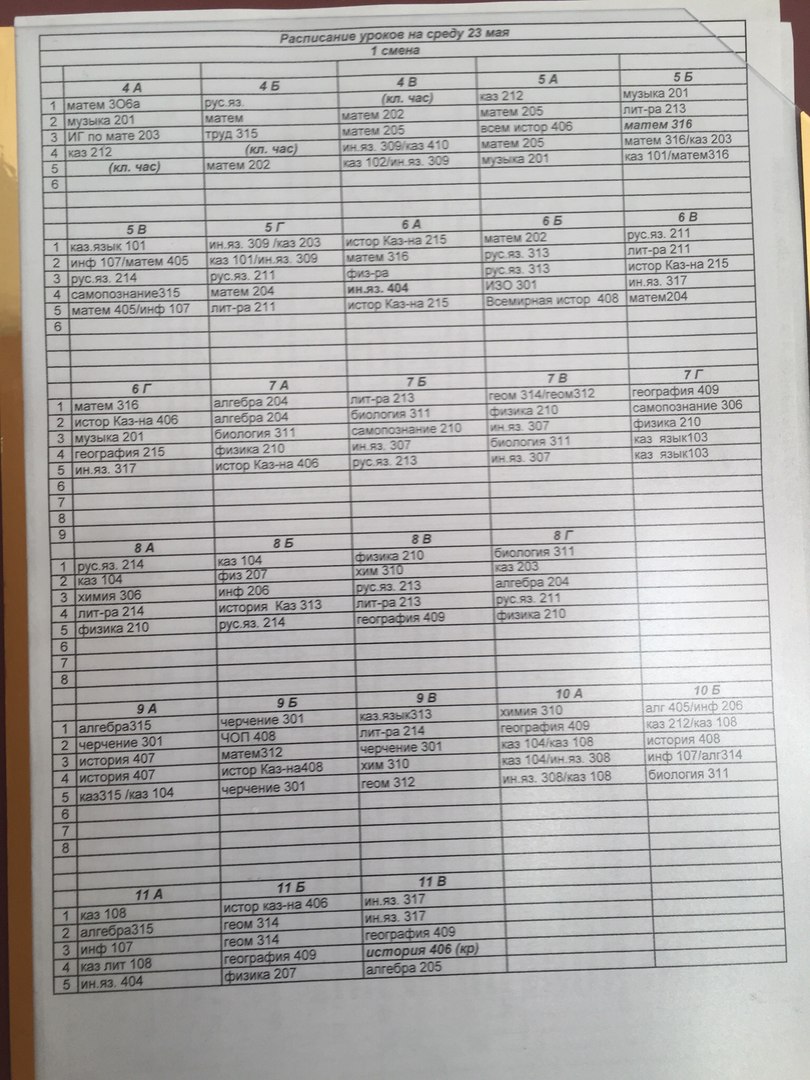 Расписание уроков на среду 23 мая
1 смена
4 А 4 Б 4 В 5 А 5 Б
1 матем 3О6а рус.яз. (кл. час) каз 212 музыка 201
2 музыка 201 матем матем 202 матем 205 лит-ра 213
3 ИГ по мате 203 труд 315 матем 205 всем истор 406 матем 316
4 каз 212 (кл. час) ин.яз. 309/каз 410 матем 205 матем 316/каз 203
5 (кл. час) матем 202 каз 102/ин.яз. 309 музыка 201 каз 101/матем316
6
5 В 5 Г 6 А 6 Б 6 В
1 каз.язык 101 ин.яз. 309 /каз 203 истор Каз-на 215 матем 202 рус.яз. 211
2 инф 107/матем 405 каз 101/ин.яз. 309 матем 316 рус.яз. 313 лит-ра 211
3 рус.яз. 214 рус.яз. 211 физ-ра рус.яз. 313 истор Каз-на 215
4 самопознание315 матем 204 ин.яз. 404 ИЗО 301 ин.яз. 317
5 матем 405/инф 107 лит-ра 211 истор Каз-на 215 Всемирная истор 408 матем204
6
6 Г 7 А 7 Б 7 В 7 Г
1 матем 316 алгебра 204 лит-ра 213 геом 314/геом312 география 409
2 истор Каз-на 406 алгебра 204 биология 311 физика 210 самопознание 306
3 музыка 201 биология 311 самопознание 210 ин.яз. 307 физика 210
4 география 215 физика 210 ин.яз. 307 биология 311 каз язык103
5 ин.яз. 317 истор Каз-на 406 рус.яз. 213 ин.яз. 307 каз язык103
6
7
8
9
8 А 8 Б 8 В 8 Г
1 рус.яз. 214 каз 104 физика 210 биология 311
2 каз 104 физ 207 хим 310 каз 203
3 химия 306 инф 206 рус.яз. 213 алгебра 204
4 лит-ра 214 история Каз 313 лит-ра 213 рус.яз. 211
5 физика 210 рус.яз. 214 география 409 физика 210
6
7
8
9 А 9 Б 9 В 10 А 10 Б
1 алгебра315 черчение 301 каз.язык313 химия 310 алг 405/инф 206
2 черчение 301 ЧОП 408 лит-ра 214 география 409 каз 212/каз 108
3 история 407 матем312 черчение 301 каз 104/каз 108 история 408
4 история 407 истор Каз-на408 хим 310 каз 104/ин.яз. 308 инф 107/алг314
5 каз315 /каз 104 черчение 301 геом 312 ин.яз. 308/каз 108 биология 311
6
7
8
11 А 11 Б 11 В
1 каз 108 истор каз-на 406 ин.яз. 317
2 алгебра315 геом 314 ин.яз. 317
3 инф 107 геом 314 география 409
4 каз лит 108 география 409 история 406 (кр)
5 ин.яз. 404 физика 207 алгебра 205